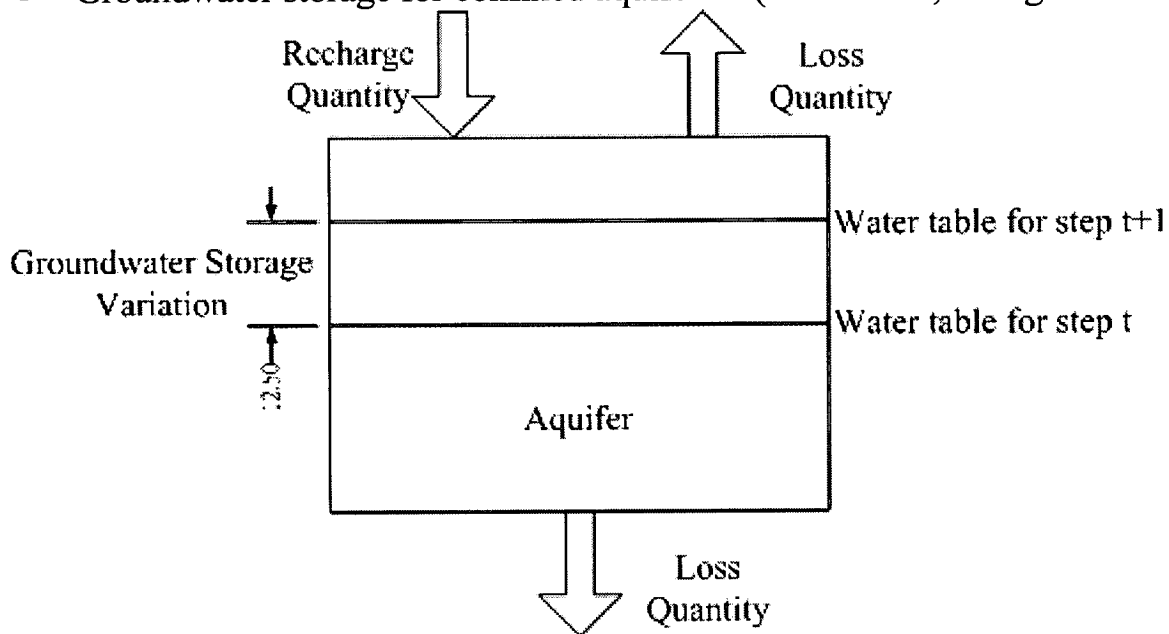 Groundwater storage for confined aquifer
Recharge
Quantity
Loss
Quantity
Water table for step t+1
Groundwater Storage
Variation
Water table for step t
Aquifer
Loss
Quantity